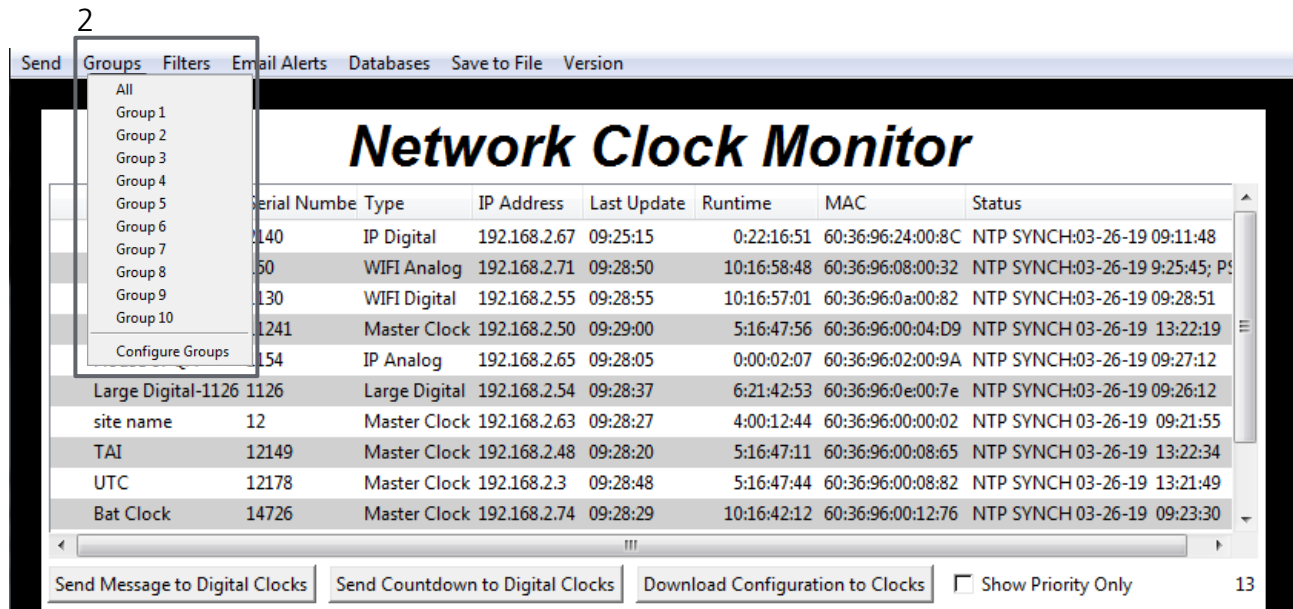 2
Send Groups Filters Email Alerts Databases Save to File Version
All
Group 1
Group 2
Group 3
Group 4
Group 5
Group 6
Group 7
Group 8
Group 9
Group 10
Configure Groups
Network Clock Monitor
Serial Numbe Type IP Address Last Update Runtime MAC Status
2140 IP Digital 192.168.2.67 09:25:15 0:22:16:51 60:36:96:24:00:8C NTP SYNCH:03-26-19 09:11:48
WIFI Analog 192.168.2.71 09:28:50 10:16:58:48 60:36:96:08:00:32 NTP SYNCH:03-26-19 9:25:45; PS
1130 WIFI Digital 192.168.2.55 09:28:55 10:16:57:01 60:36:96:0a:00:82 NTP SYNCH:03-26-19 09:28:51
11241 Master Clock 192.168.2.50 09:29:00 5:16:47:56 60:36:96:00:04:D9 NTP SYNCH 03-26-19 13:22:19
1154 IP Analog 192.168.2.65 09:28:05 0:00:02:07 60:36:96:02:00:9A NTP SYNCH:03-26-19 09:27:12
Large Digital-1126 1126 Large Digital 192.168.2.54 09:28:37 6:21:42:53 60:36:96:0e:00:7e NTP SYNCH:03-26-19 09:26:12
site name 12 Master Clock 192.168.2.63 09:28:27 4:00:12:44 60:36:96:00:00:02 NTP SYNCH 03-26-19 09:21:55
TAI 12149 Master Clock 192.168.2.48 09:28:20 5:16:47:11 60:36:96:00:08:65 NTP SYNCH 03-26-19 13:22:34
UTC 12178 Master Clock 192.168.2.3 09:28:48 5:16:47:44 60:36:96:00:08:82 NTP SYNCH 03-26-19 13:21:49
Bat Clock 14726 Master Clock 192.168.2.74 09:28:29 10:16:42:12 60:36:96:00:12:76 NTP SYNCH 03-26-19 09:23:30
Send Message to Digital Clocks Send Countdown to Digital Clocks Download Configuration to Clocks Show Priority Only 13